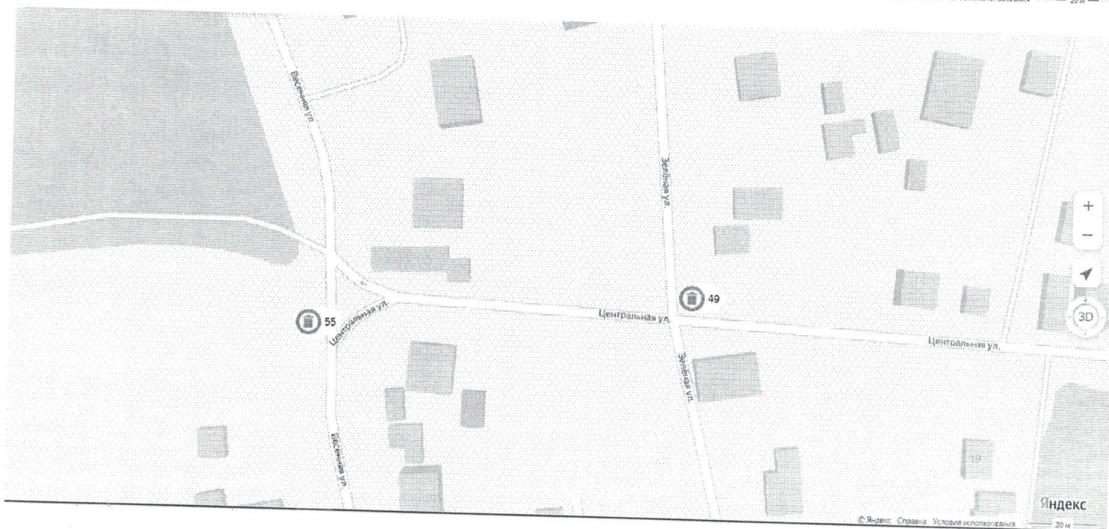 20 м
Весенняя ул.
Зелёная ул.
+
−
49
3D
55
Центральная ул.
Центральная ул.
Центральная ул.
Зелёная ул.
Весенняя ул.
19
Яндекс
© Яндекс Справка Условия использования
20 м